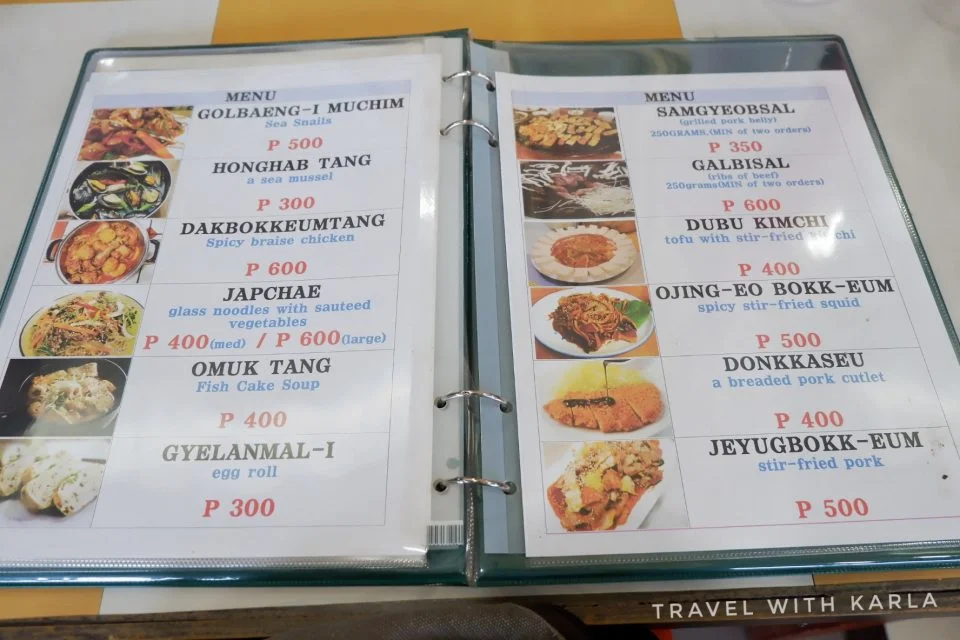 MENU
GOLBAENG-I MUCHIM
Sea Snails
P 500
HONGHAB TANG
a sea mussel
P 300
DAKBOKKEUMTANG
Spicy braise chicken
P 600
JAPCHAE
glass noodles with sauteed
vegetables
P 400(med) / P 600(large)
OMUK TANG
Fish Cake Soup
P 400
GYELANMAL-I
egg roll
P 300
MENU
SAMGYEOBSAL
(grilled pork belly)
250GRAMS,(MIN of two orders)
P 350
GALBISAL
(ribs of beef)
250grams(MIN of two orders)
P 600
DUBU KIMCHI
tofu with stir-fried kimchi
P 400
OJING-EO BOKK-EUM
spicy stir-fried squid
P 500
DONKKASEU
a breaded pork cutlet
P 400
JEYUGBOKK-EUM
stir-fried pork
P 500
TRAVEL WITH KARLA